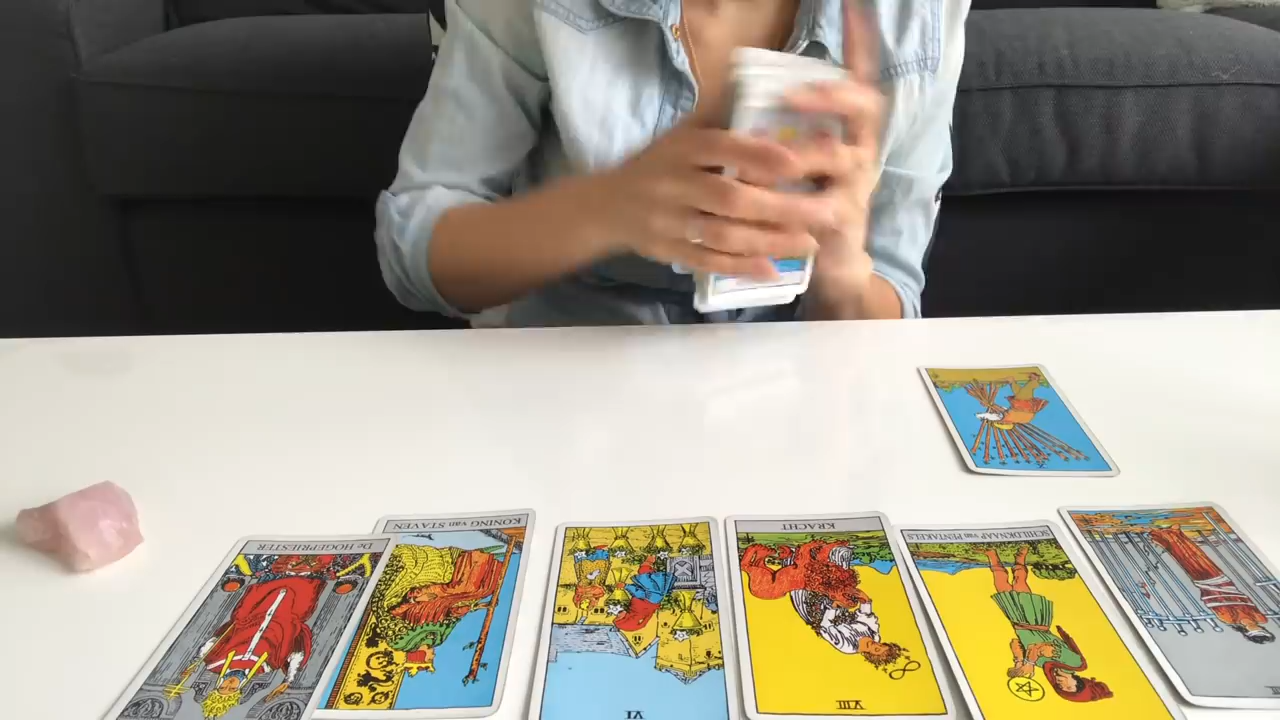 De HOGEPRIESTER
KONING van STAVEN
VI
KRACHT
VIII
SCHILDKNAAP van PENTAKELS
X